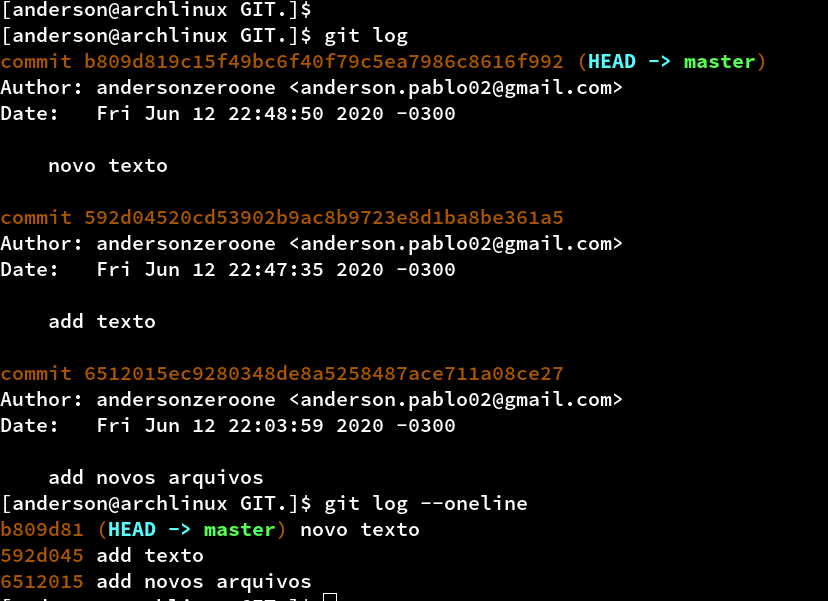 [anderson@archlinux GIT.]$
[anderson@archlinux GIT.]$ git log
commit b809d819c15f49bc6f40f79c5ea7986c8616f992 (HEAD -> master)
Author: andersonzeroone <anderson.pablo02@gmail.com>
Date:   Fri Jun 12 22:48:50 2020 -0300
    novo texto
commit 592d04520cd53902b9ac8b9723e8d1ba8be361a5
Author: andersonzeroone <anderson.pablo02@gmail.com>
Date:   Fri Jun 12 22:47:35 2020 -0300
    add texto
commit 6512015ec9280348de8a5258487ace711a08ce27
Author: andersonzeroone <anderson.pablo02@gmail.com>
Date:   Fri Jun 12 22:03:59 2020 -0300
    add novos arquivos
[anderson@archlinux GIT.]$ git log --oneline
b809d81 (HEAD -> master) novo texto
592d045 add texto
6512015 add novos arquivos